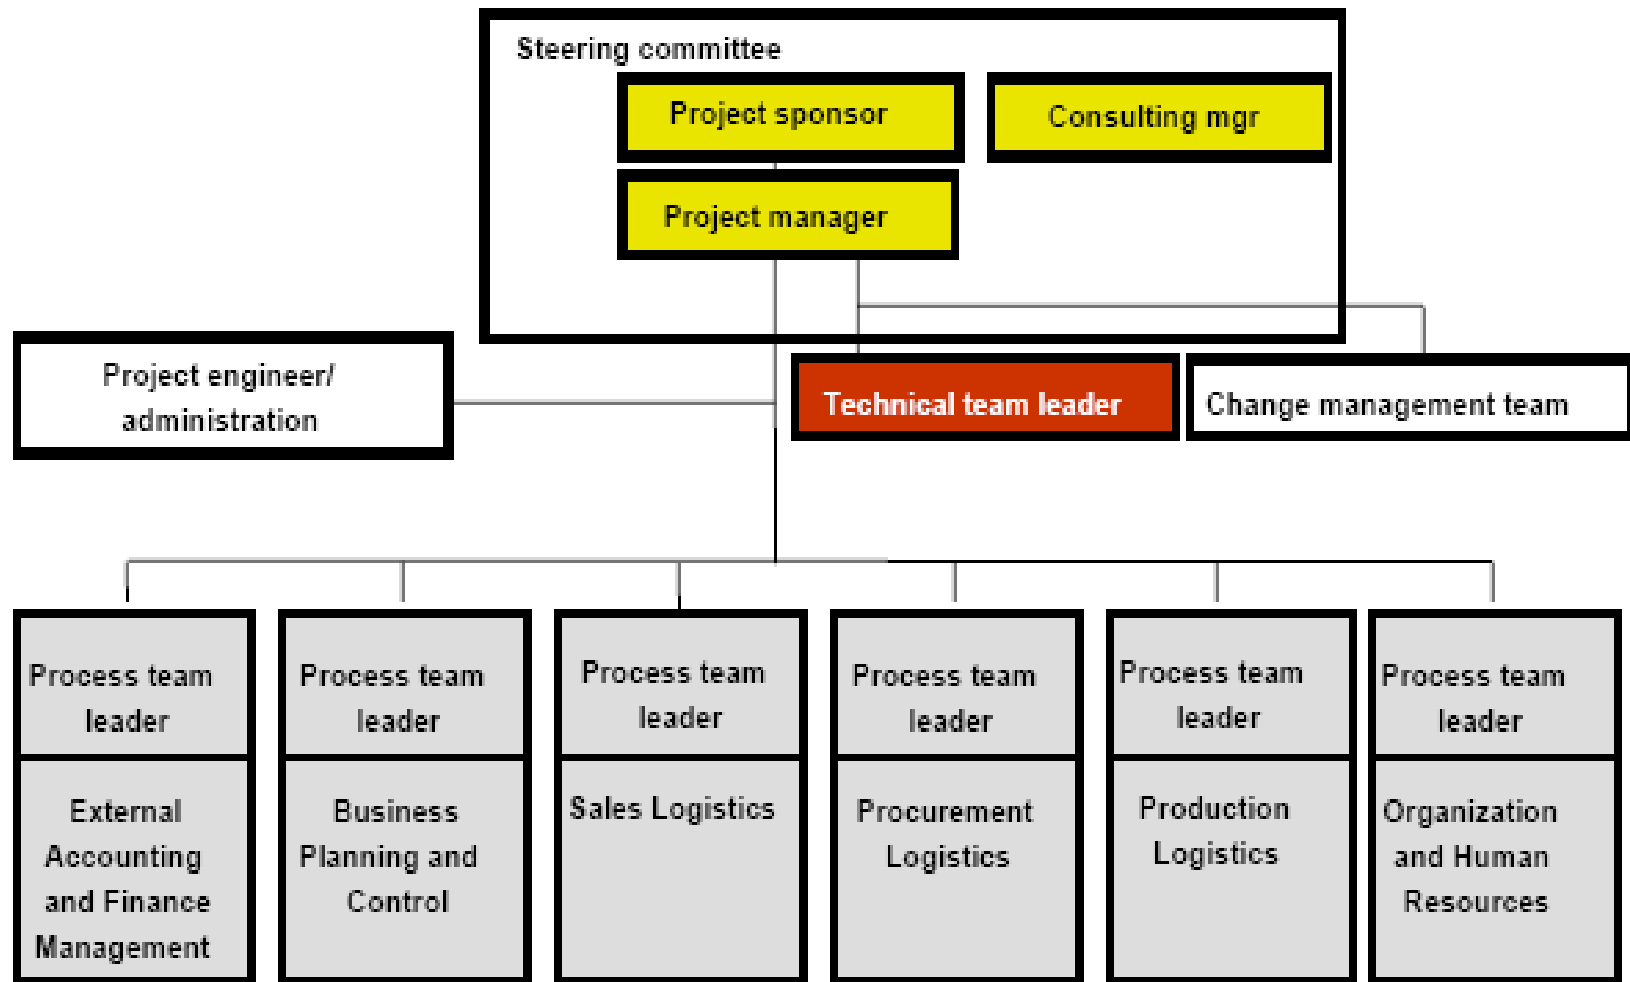 Steering committee
Project sponsor
Consulting mgr
Project manager
Project engineer/
administration
Technical team leader
Change management team
Process team
leader
Process team
leader
Process team
leader
Process team
leader
Process team
leader
Process team
leader
External
Accounting
and Finance
Management
Business
Planning and
Control
Sales Logistics
Procurement
Logistics
Production
Logistics
Organization
and Human
Resources